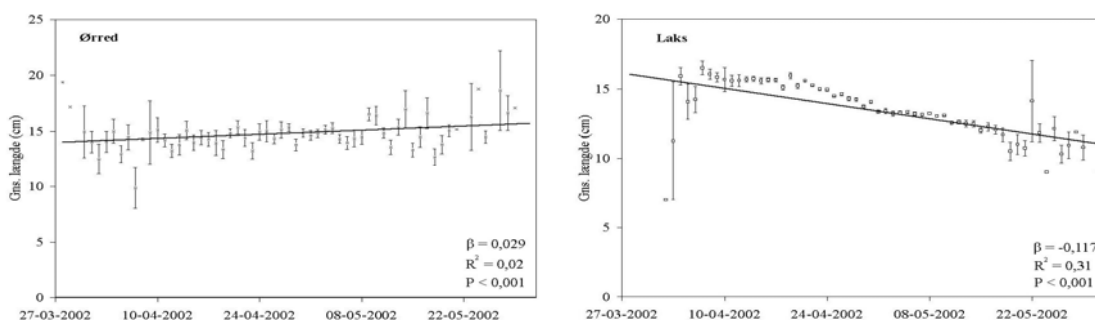 Ørred
Gns. længde (cm)
25
20
15
10
5
0
β = 0,029
R² = 0,02
P < 0,001
27-03-2002 10-04-2002 24-04-2002 08-05-2002 22-05-2002
Laks
Gns. længde (cm)
20
15
10
5
0
β = -0,117
R² = 0,31
P < 0,001
27-03-2002 10-04-2002 24-04-2002 08-05-2002 22-05-2002